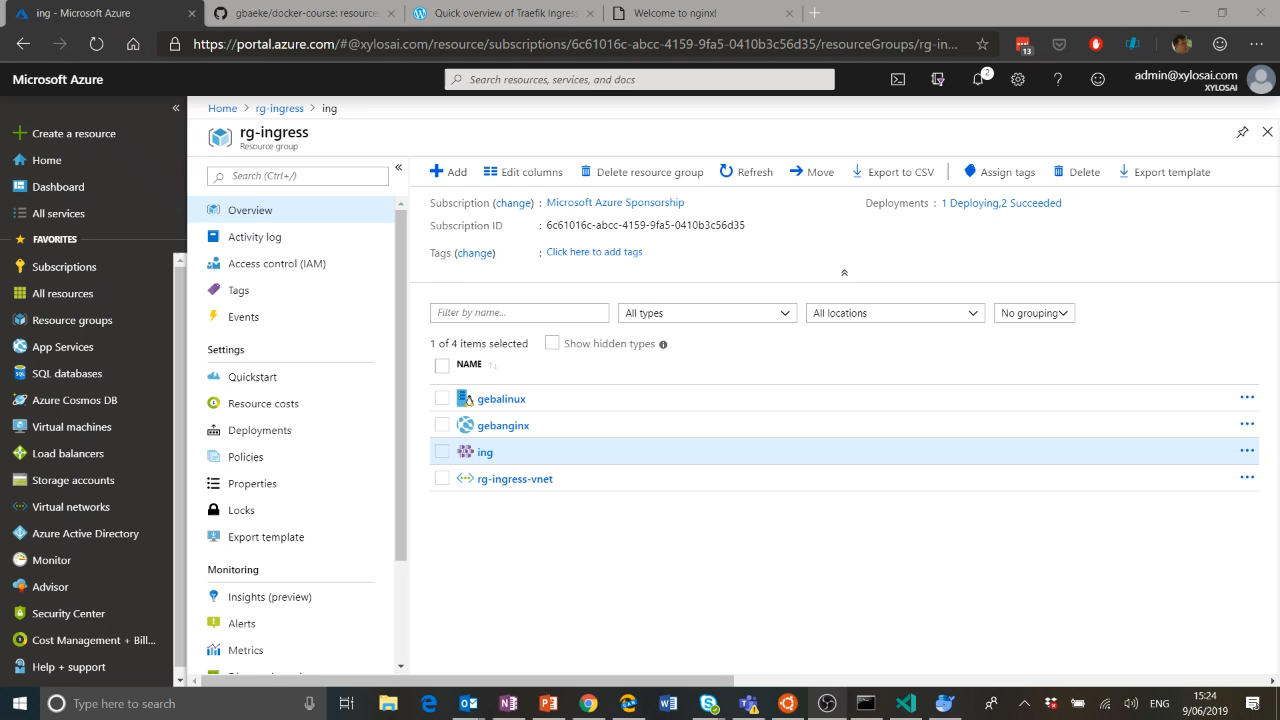 ing - Microsoft Azure
gbaeke/docker-course: resource
Quick overview of Traefik Ingress
Welcome to nginx!
https://portal.azure.com/#@xylosai.com/resource/subscriptions/6c61016c-abcc-4159-9fa5-0410b3c56d35/resourceGroups/rg-in...
13
Microsoft Azure
Search resources, services, and docs
2
admin@xylosai.com
XYLOSAI
Create a resource
Home
Dashboard
All services
FAVORITES
Subscriptions
All resources
Resource groups
App Services
SQL databases
Azure Cosmos DB
Virtual machines
Load balancers
Storage accounts
Virtual networks
Azure Active Directory
Monitor
Advisor
Security Center
Cost Management + Bill...
Help + support
Home > rg-ingress > ing
rg-ingress
Resource group
Search (Ctrl+/)
Overview
Activity log
Access control (IAM)
Tags
Events
Settings
Quickstart
Resource costs
Deployments
Policies
Properties
Locks
Export template
Monitoring
Insights (preview)
Alerts
Metrics
Add
Edit columns
Delete resource group
Refresh
Move
Export to CSV
Assign tags
Delete
Export template
Subscription (change) : Microsoft Azure Sponsorship
Deployments : 1 Deploying,2 Succeeded
Subscription ID : 6c61016c-abcc-4159-9fa5-0410b3c56d35
Tags (change) : Click here to add tags
Filter by name...
All types
All locations
No grouping
1 of 4 items selected
Show hidden types
NAME
gebalinux
gebanginx
ing
rg-ingress-vnet
Type here to search
ENG
15:24
9/06/2019